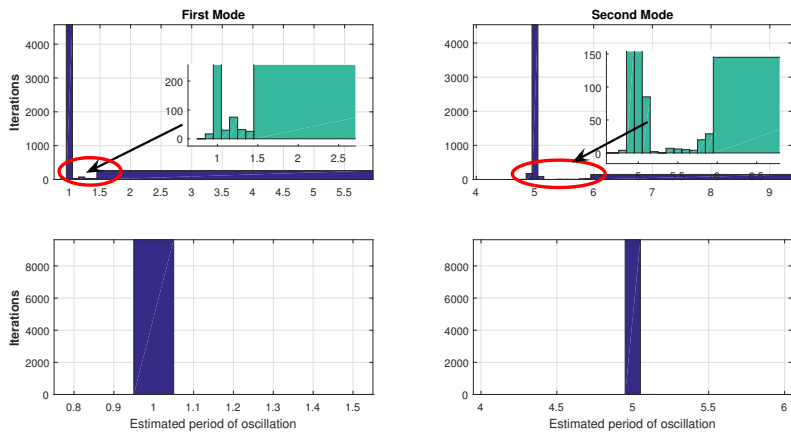 First Mode
Second Mode
Iterations
4000
3000
2000
1000
0
200
100
0
1 1.5 2 2.5
1 1.5 2 2.5 3 3.5 4 4.5 5 5.5
4000
3000
2000
1000
0
150
100
50
0
5 5.5 6 6.5
4 5 6 7 8 9
Iterations
8000
6000
4000
2000
0
0.8 0.9 1 1.1 1.2 1.3 1.4 1.5
Estimated period of oscillation
8000
6000
4000
2000
0
4 4.5 5 5.5 6
Estimated period of oscillation